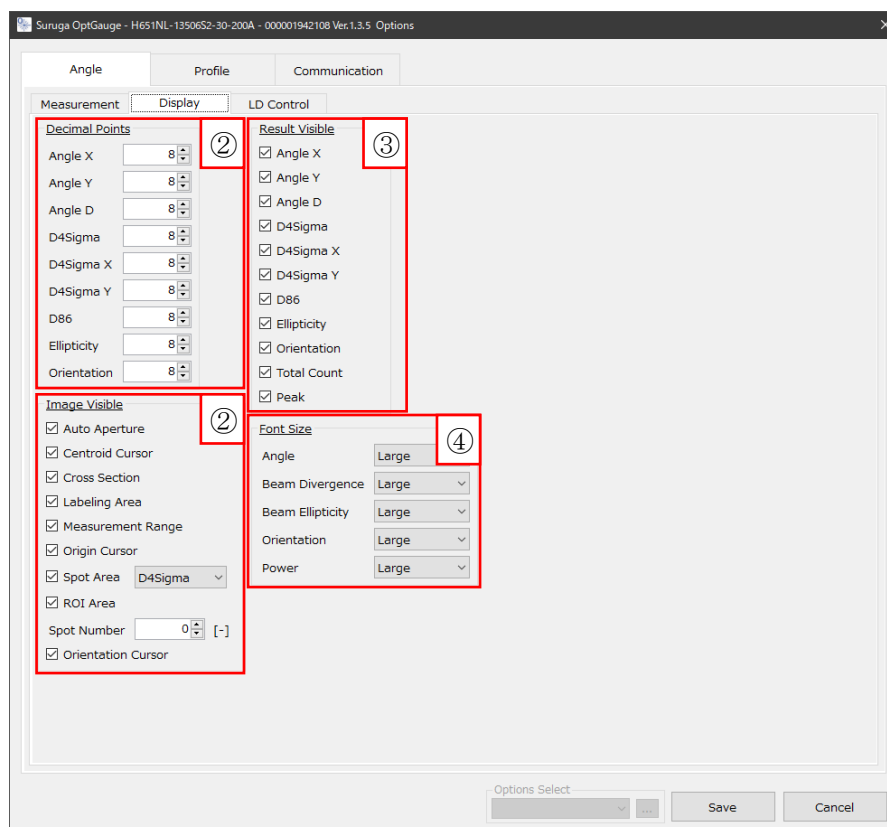 Suruga OptGauge - H651NL-13506S2-30-200A - 000001942108 Ver.1.3.5 Options
Angle Profile Communication
Measurement Display LD Control
Decimal Points ②
Angle X 8
Angle Y 8
Angle D 8
D4Sigma 8
D4Sigma X 8
D4Sigma Y 8
D86 8
Ellipticity 8
Orientation 8
Image Visible ②
Auto Aperture
Centroid Cursor
Cross Section
Labeling Area
Measurement Range
Origin Cursor
Spot Area D4Sigma
ROI Area
Spot Number 0 [-]
Orientation Cursor
Result Visible ③
Angle X
Angle Y
Angle D
D4Sigma
D4Sigma X
D4Sigma Y
D86
Ellipticity
Orientation
Total Count
Peak
Font Size ④
Angle Large
Beam Divergence Large
Beam Ellipticity Large
Orientation Large
Power Large
Options Select
... Save Cancel